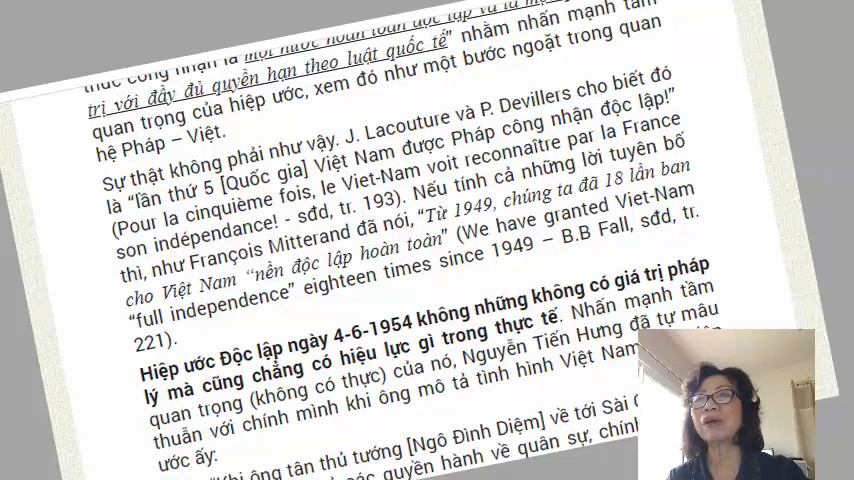 thức công nhận là một nước hoàn toàn độc lập và là
trị với đầy đủ quyền hạn theo luật quốc tế” nhằm nhấn mạnh tầm
quan trọng của hiệp ước, xem đó như một bước ngoặt trong quan
hệ Pháp – Việt.
Sự thật không phải như vậy. J. Lacouture và P. Devillers cho biết đó
là “lần thứ 5 [Quốc gia] Việt Nam được Pháp công nhận độc lập!”
(Pour la cinquième fois, le Viet-Nam voit reconnaître par la France
son indépendance! - sđd, tr. 193). Nếu tính cả những lời tuyên bố
thì, như François Mitterand đã nói, “Từ 1949, chúng ta đã 18 lần ban
cho Việt Nam “nền độc lập hoàn toàn” (We have granted Viet-Nam
“full independence” eighteen times since 1949 – B.B Fall, sđd, tr.
221).
Hiệp ước Độc lập ngày 4-6-1954 không những không có giá trị pháp
lý mà cũng chẳng có hiệu lực gì trong thực tế. Nhấn mạnh tầm
quan trọng (không có thực) của nó, Nguyễn Tiến Hưng đã tự mâu
thuẫn với chính mình khi ông mô tả tình hình Việt Nam
ước ấy:
“Khi ông tân thủ tướng [Ngô Đình Diệm] về tới Sài
các quyền hành về quân sự, chính